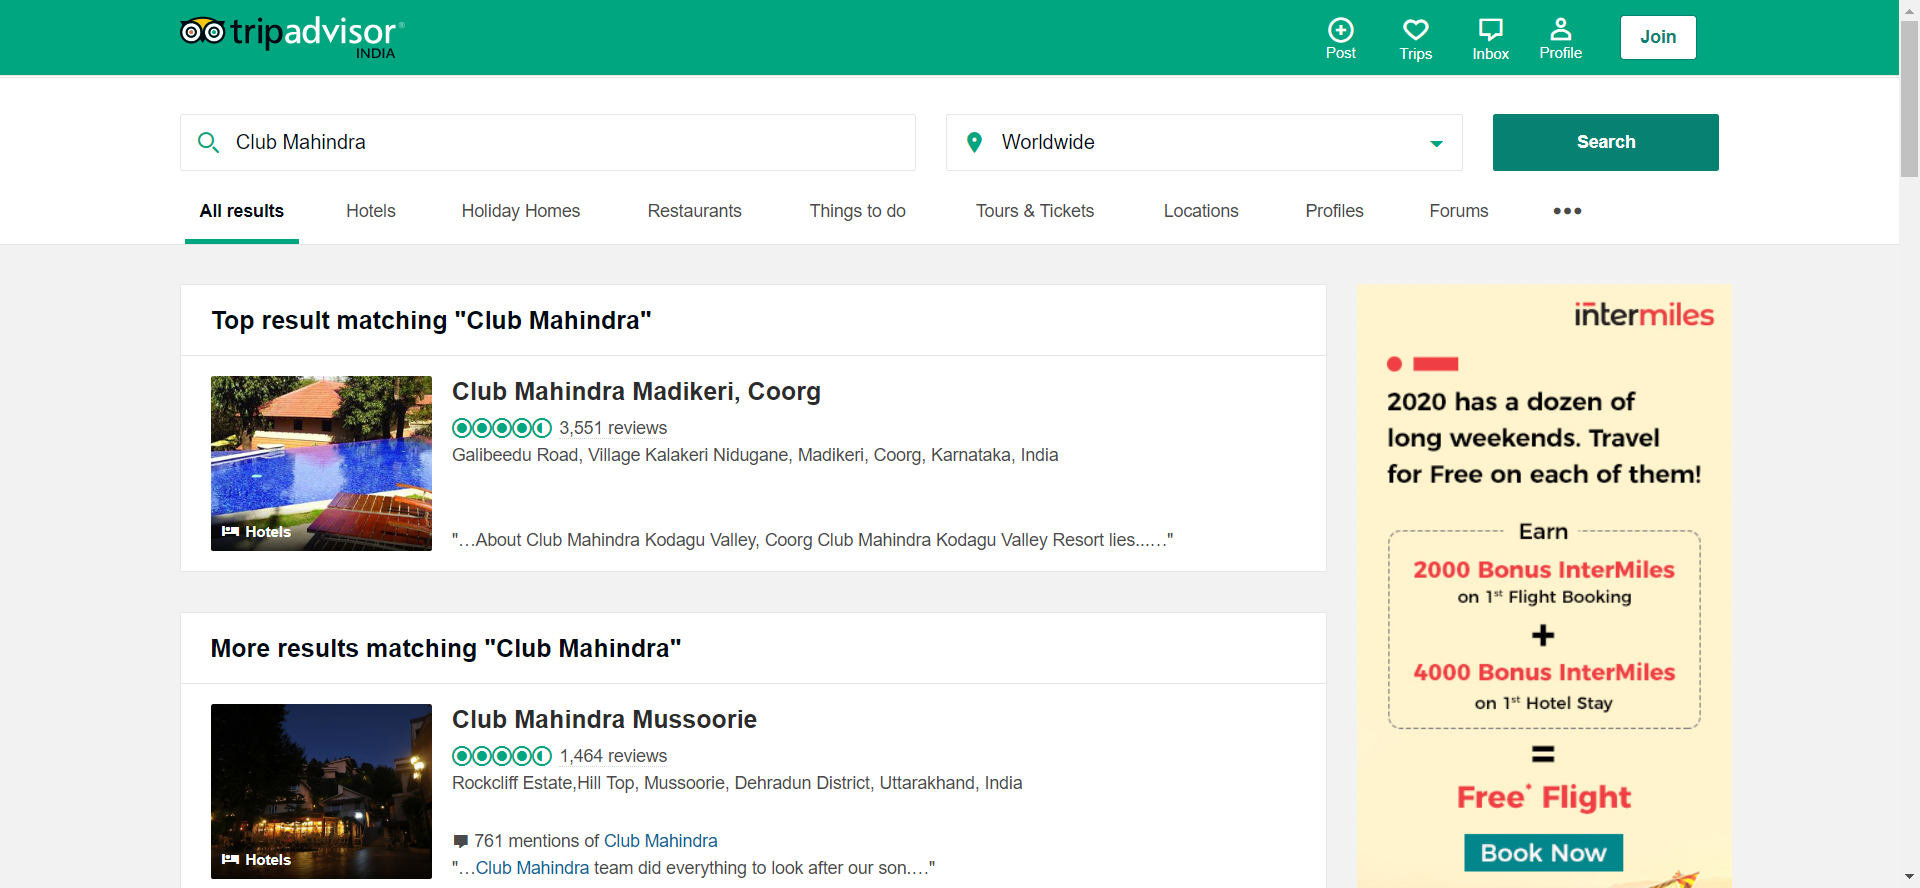 tripadvisor®
INDIA
Post
Trips
Inbox
Profile
Join
Club Mahindra
Worldwide
Search
All results
Hotels
Holiday Homes
Restaurants
Things to do
Tours & Tickets
Locations
Profiles
Forums
•••
Top result matching "Club Mahindra"
Club Mahindra Madikeri, Coorg
3,551 reviews
Galibeedu Road, Village Kalakeri Nidugane, Madikeri, Coorg, Karnataka, India
Hotels
"…About Club Mahindra Kodagu Valley, Coorg Club Mahindra Kodagu Valley Resort lies...…"
More results matching "Club Mahindra"
Club Mahindra Mussoorie
1,464 reviews
Rockcliff Estate,Hill Top, Mussoorie, Dehradun District, Uttarakhand, India
761 mentions of Club Mahindra
Hotels
"…Club Mahindra team did everything to look after our son.…"
intermiles
2020 has a dozen of
long weekends. Travel
for Free on each of them!
Earn
2000 Bonus InterMiles
on 1st Flight Booking
+
4000 Bonus InterMiles
on 1st Hotel Stay
=
Free* Flight
Book Now